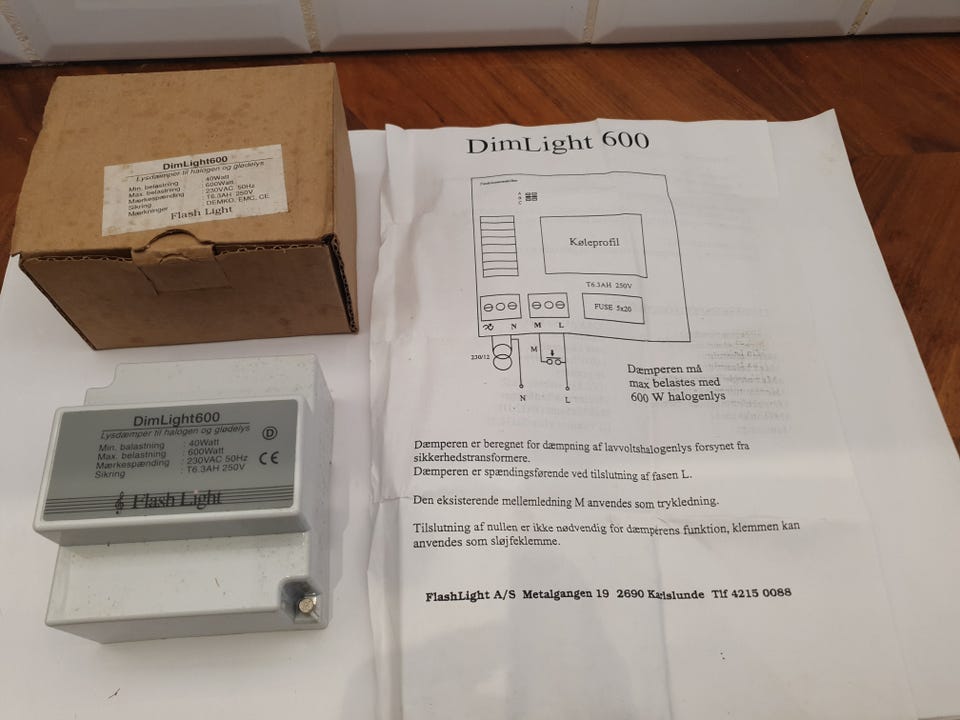 DimLight600
Lysdæmper til halogen og glødelys
Min. belastning : 40Watt
Max. belastning : 600Watt
Mærkespænding : 230VAC 50Hz
Sikring : T6.3AH 250V
Mærkninger : DEMKO, EMC, CE
Flash Light
DimLight600
Lysdæmper til halogen og glødelys
Min. belastning : 40Watt
Max. belastning : 600Watt
Mærkespænding : 230VAC 50Hz
Sikring : T6.3AH 250V
D
CE
Flash Light
DimLight 600
A
B
C
Køleprofil
T6.3AH 250V
FUSE 5x20
N M L
230/12
M
N L
Dæmperen må
max belastes med
600 W halogenlys
Dæmperen er beregnet for dæmpning af lavvoltshalogenlys forsynet fra
sikkerhedstransformere.
Dæmperen er spændingsførende ved tilslutning af fasen L.
Den eksisterende mellemledning M anvendes som trykledning.
Tilslutning af nullen er ikke nødvendig for dæmperens funktion, klemmen kan
anvendes som sløjfeklemme.
FlashLight A/S Metalgangen 19 2690 Karlslunde Tlf 4215 0088